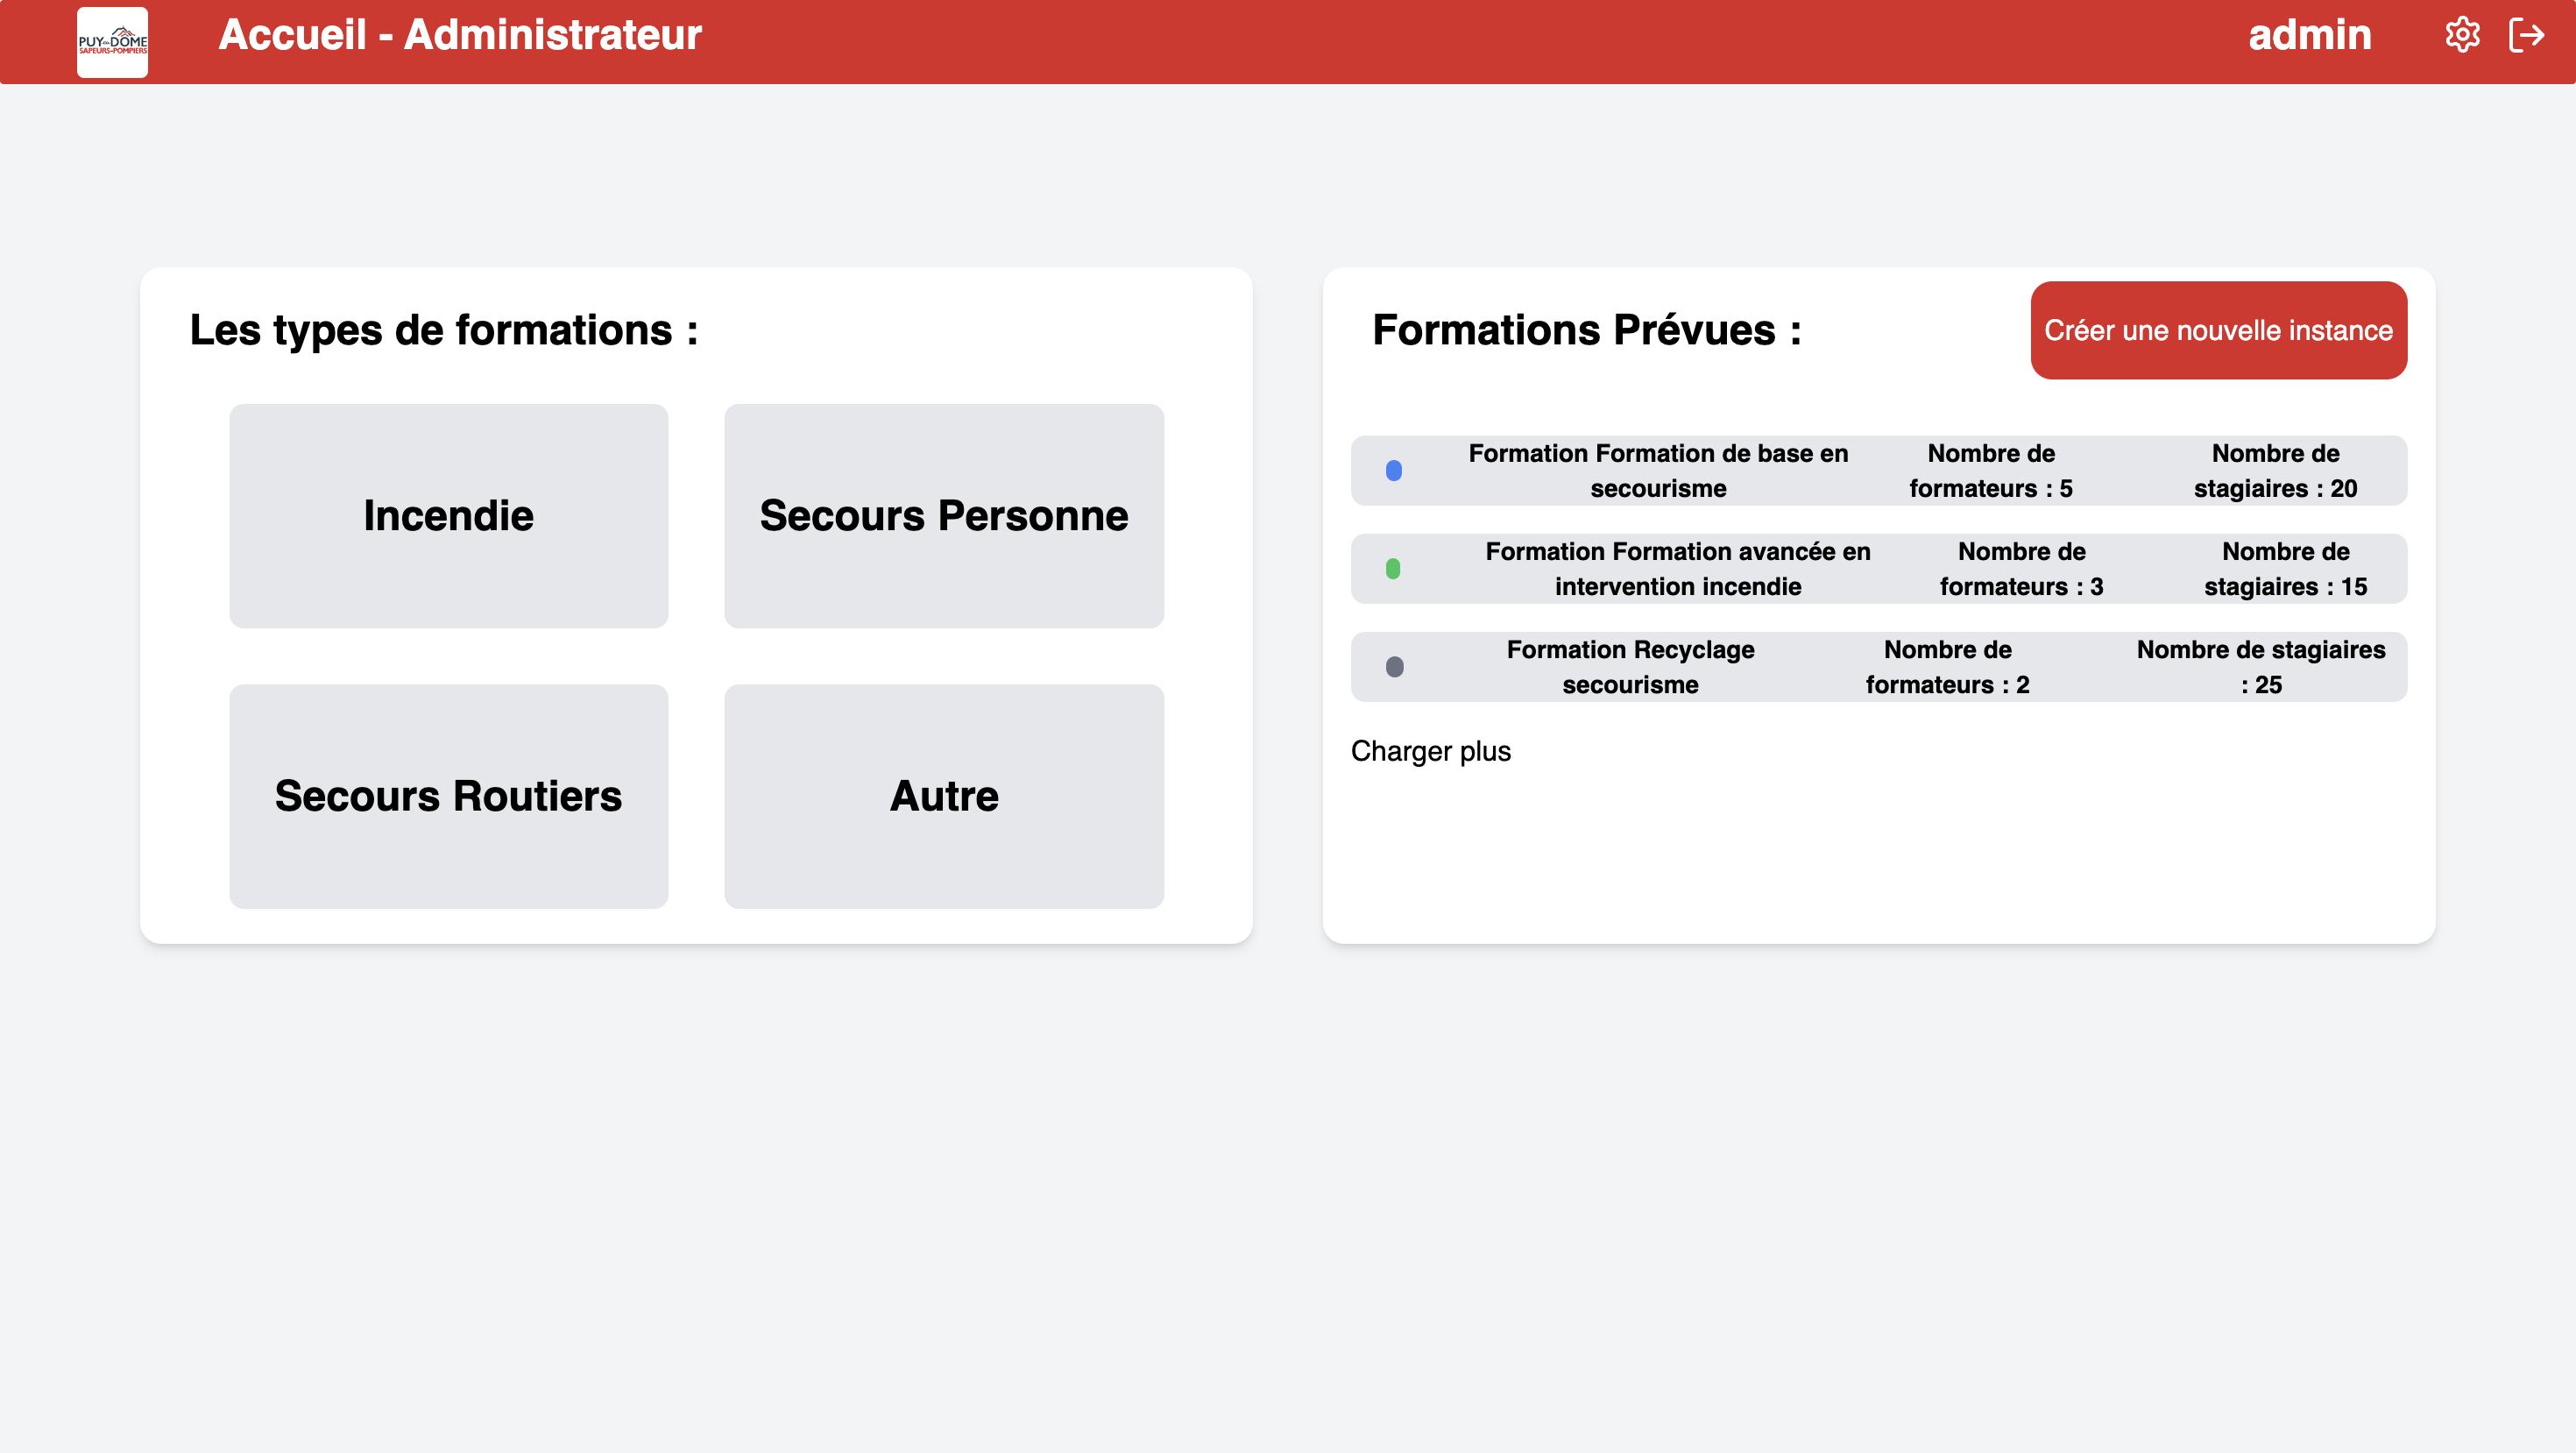 PUY-de-DÔME
SAPEURS-POMPIERS
Accueil - Administrateur
admin
Les types de formations :
Incendie
Secours Personne
Secours Routiers
Autre
Formations Prévues :
Créer une nouvelle instance
Formation Formation de base en
secourisme
Nombre de
formateurs : 5
Nombre de
stagiaires : 20
Formation Formation avancée en
intervention incendie
Nombre de
formateurs : 3
Nombre de
stagiaires : 15
Formation Recyclage
secourisme
Nombre de
formateurs : 2
Nombre de stagiaires
: 25
Charger plus